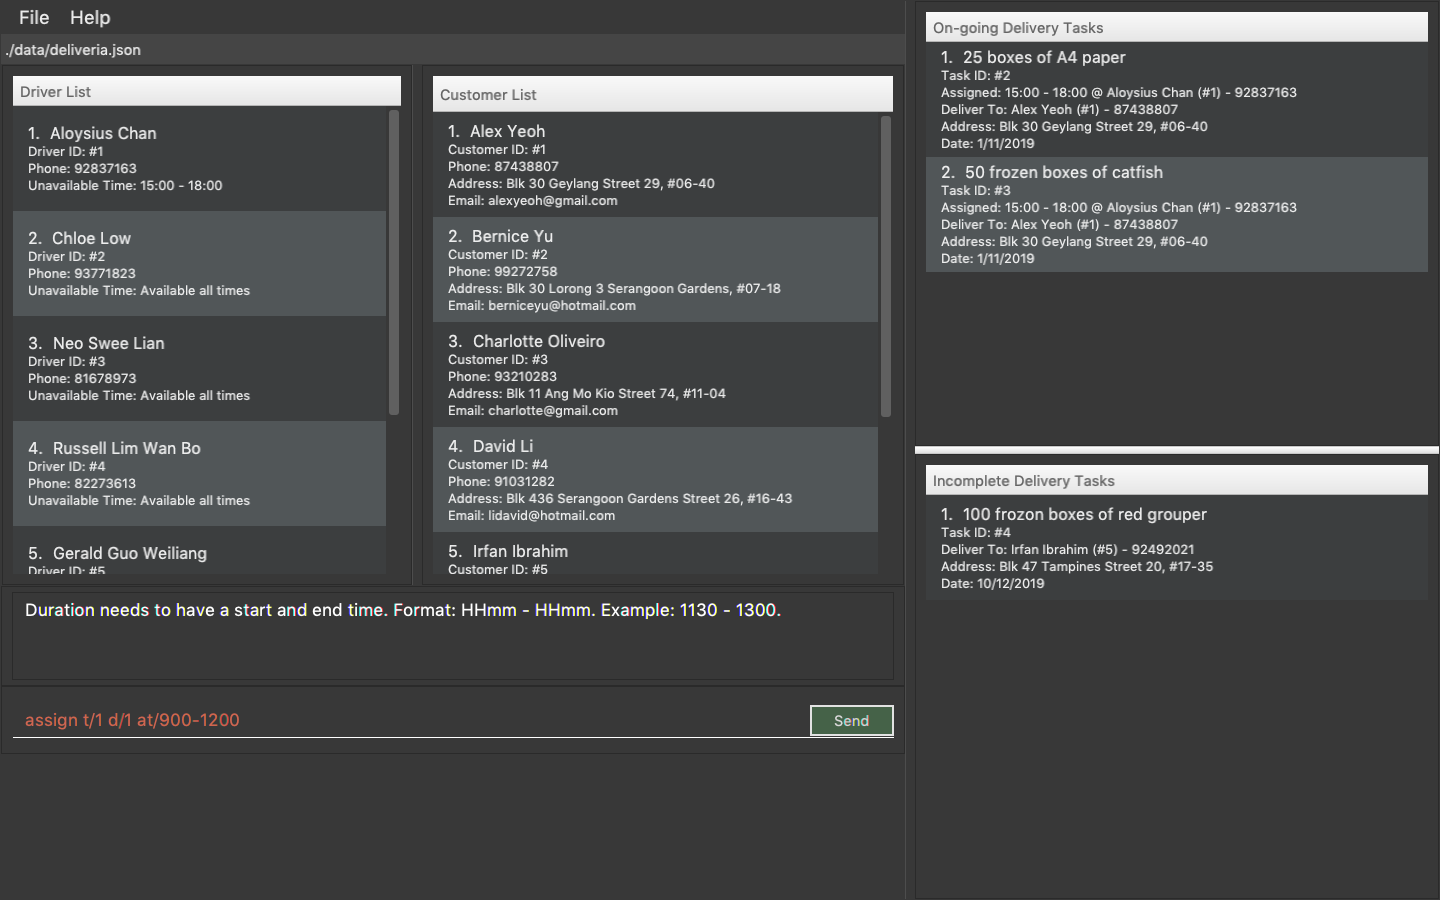 File Help
./data/deliveria.json
Driver List
1. Aloysius Chan
Driver ID: #1
Phone: 92837163
Unavailable Time: 15:00 - 18:00
2. Chloe Low
Driver ID: #2
Phone: 93771823
Unavailable Time: Available all times
3. Neo Swee Lian
Driver ID: #3
Phone: 81678973
Unavailable Time: Available all times
4. Russell Lim Wan Bo
Driver ID: #4
Phone: 82273613
Unavailable Time: Available all times
5. Gerald Guo Weiliang
Driver ID: #5
Customer List
1. Alex Yeoh
Customer ID: #1
Phone: 87438807
Address: Blk 30 Geylang Street 29, #06-40
Email: alexyeoh@gmail.com
2. Bernice Yu
Customer ID: #2
Phone: 99272758
Address: Blk 30 Lorong 3 Serangoon Gardens, #07-18
Email: berniceyu@hotmail.com
3. Charlotte Oliveiro
Customer ID: #3
Phone: 93210283
Address: Blk 11 Ang Mo Kio Street 74, #11-04
Email: charlotte@gmail.com
4. David Li
Customer ID: #4
Phone: 91031282
Address: Blk 436 Serangoon Gardens Street 26, #16-43
Email: lidavid@hotmail.com
5. Irfan Ibrahim
Customer ID: #5
Duration needs to have a start and end time. Format: HHmm - HHmm. Example: 1130 - 1300.
assign t/1 d/1 at/900-1200
Send
On-going Delivery Tasks
1. 25 boxes of A4 paper
Task ID: #2
Assigned: 15:00 - 18:00 @ Aloysius Chan (#1) - 92837163
Deliver To: Alex Yeoh (#1) - 87438807
Address: Blk 30 Geylang Street 29, #06-40
Date: 1/11/2019
2. 50 frozen boxes of catfish
Task ID: #3
Assigned: 15:00 - 18:00 @ Aloysius Chan (#1) - 92837163
Deliver To: Alex Yeoh (#1) - 87438807
Address: Blk 30 Geylang Street 29, #06-40
Date: 1/11/2019
Incomplete Delivery Tasks
1. 100 frozon boxes of red grouper
Task ID: #4
Deliver To: Irfan Ibrahim (#5) - 92492021
Address: Blk 47 Tampines Street 20, #17-35
Date: 10/12/2019